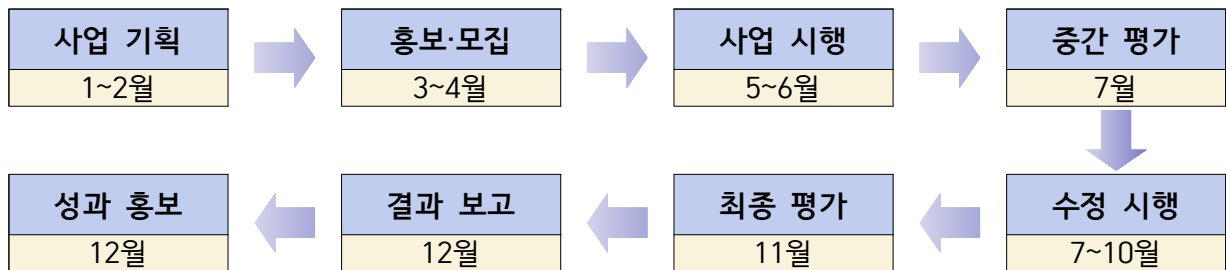 사업 기획
1~2월
홍보·모집
3~4월
사업 시행
5~6월
중간 평가
7월
수정 시행
7~10월
최종 평가
11월
결과 보고
12월
성과 홍보
12월